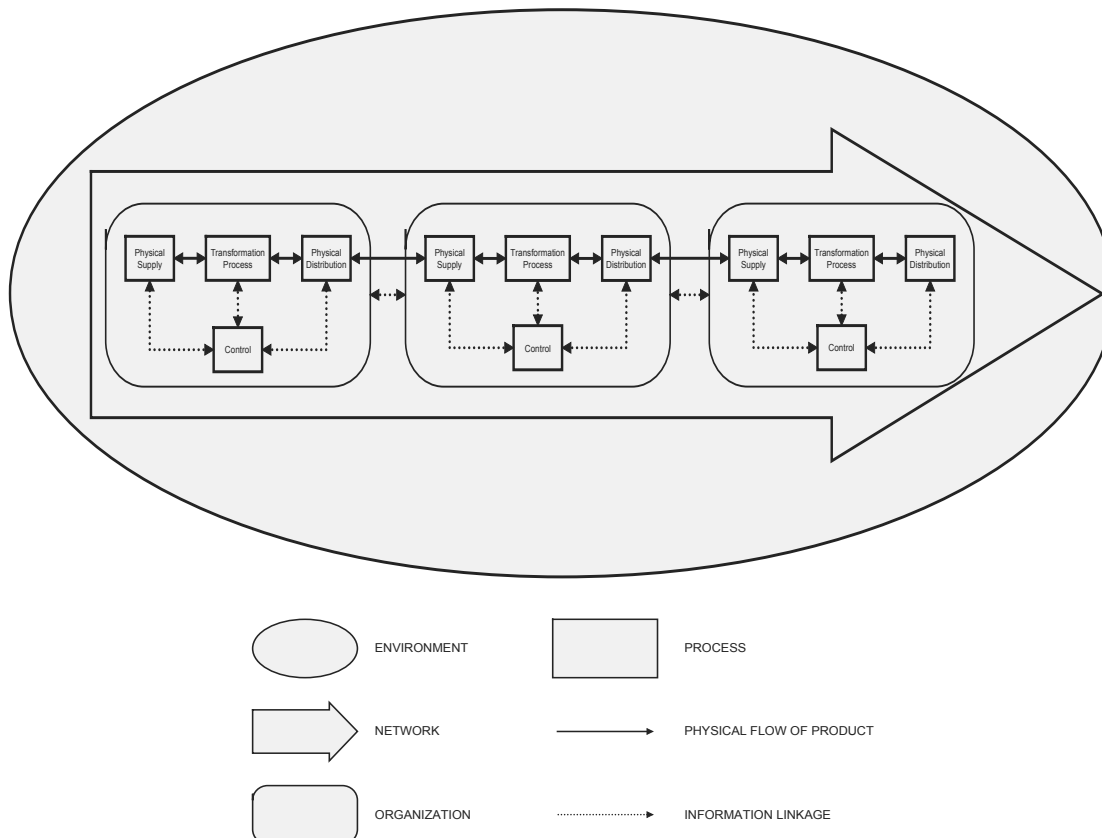 Physical
Supply
Transformation
Process
Physical
Distribution
Control
Physical
Supply
Transformation
Process
Physical
Distribution
Control
Physical
Supply
Transformation
Process
Physical
Distribution
Control
ENVIRONMENT
PROCESS
NETWORK
PHYSICAL FLOW OF PRODUCT
ORGANIZATION
INFORMATION LINKAGE